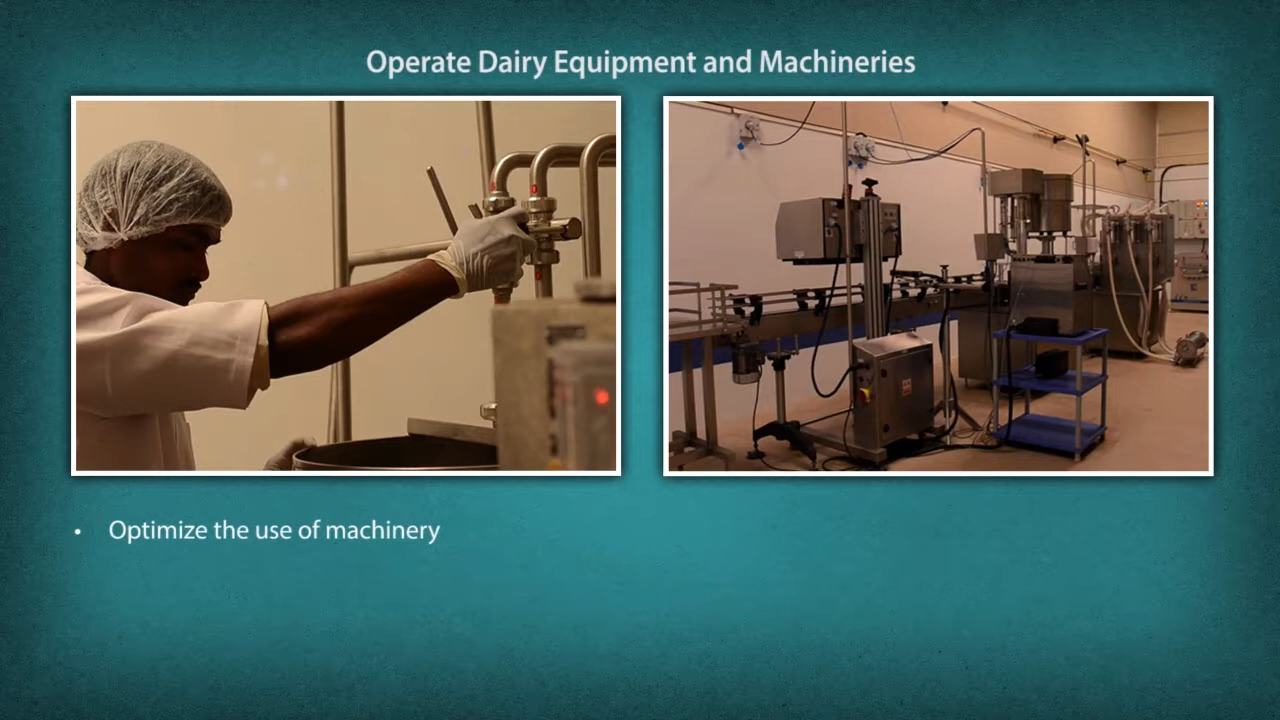 Operate Dairy Equipment and Machineries
• Optimize the use of machinery